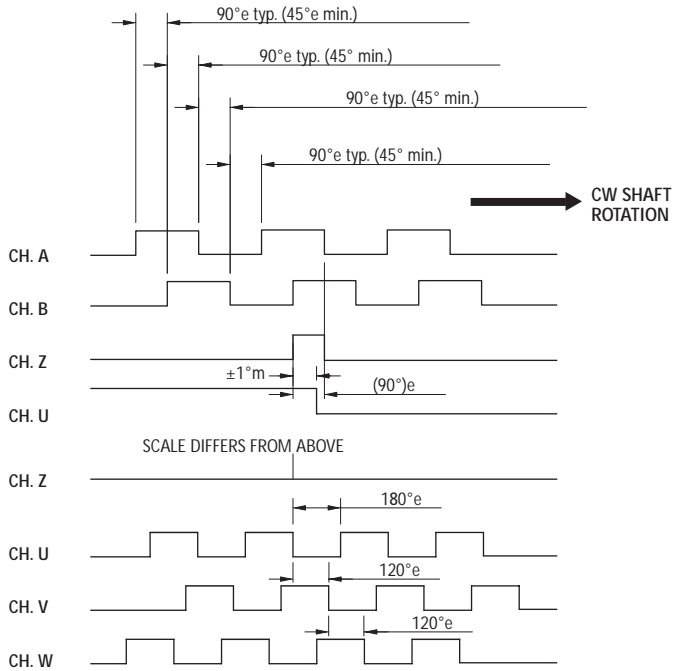 90°e typ. (45°e min.)
90°e typ. (45° min.)
90°e typ. (45° min.)
90°e typ. (45° min.)
CW SHAFT
ROTATION
CH. A
CH. B
CH. Z
±1°m
(90°)e
CH. U
SCALE DIFFERS FROM ABOVE
CH. Z
180°e
CH. U
120°e
CH. V
120°e
CH. W